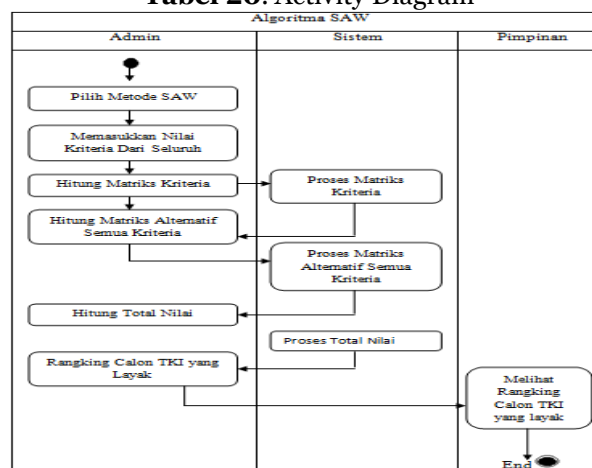 Tabel 26. Activity Diagram
Algoritma SAW
Admin
Sistem
Pimpinan
Pilih Metode SAW
Memasukkan Nilai
Kriteria Dari Seluruh
Hitung Matriks Kriteria
Proses Matriks
Kriteria
Hitung Matriks Alternatif
Semua Kriteria
Proses Matriks
Alternatif Semua
Kriteria
Hitung Total Nilai
Proses Total Nilai
Rangking Calon TKI yang
Layak
Melihat
Rangking
Calon TKI
yang layak
End